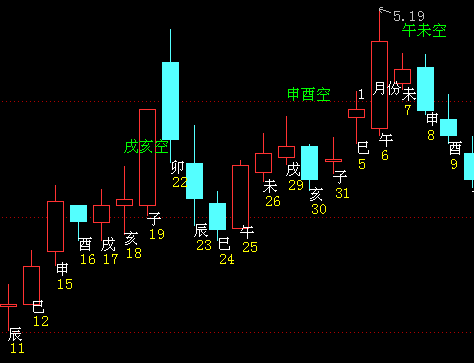 5.19
午未空
申酉空
1 月份
未
7
申
8
戌亥空
午
6
酉
9
巳
5
卯
22
戌
29
子
31
未
26
亥
30
子
19
辰
23
午
25
亥
18
酉
16
戌
17
巳
24
申
15
巳
12
辰
11